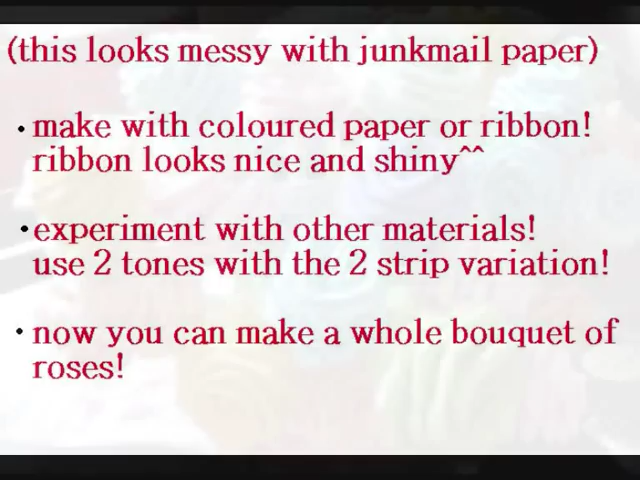 (this looks messy with junkmail paper)
• make with coloured paper or ribbon!
ribbon looks nice and shiny^^
• experiment with other materials!
use 2 tones with the 2 strip variation!
• now you can make a whole bouquet of
roses!